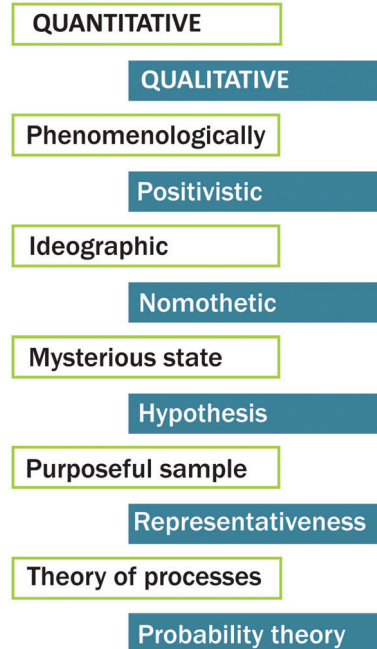 QUANTITATIVE
QUALITATIVE
Phenomenologically
Positivistic
Ideographic
Nomothetic
Mysterious state
Hypothesis
Purposeful sample
Representativeness
Theory of processes
Probability theory